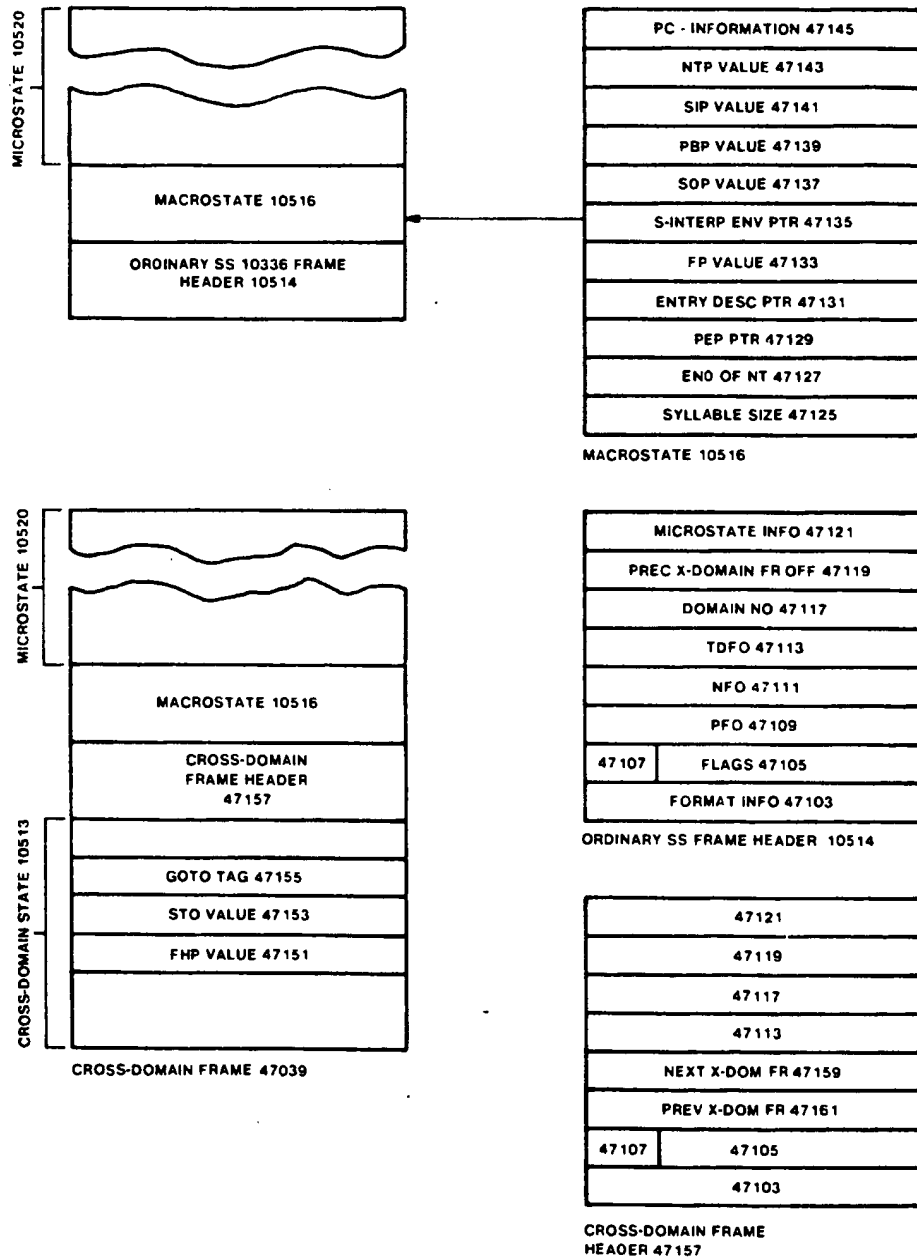 MICROSTATE 10520
MACROSTATE 10516
ORDINARY SS 10336 FRAME
HEADER 10514
PC - INFORMATION 47145
NTP VALUE 47143
SIP VALUE 47141
PBP VALUE 47139
SOP VALUE 47137
S-INTERP ENV PTR 47135
FP VALUE 47133
ENTRY DESC PTR 47131
PEP PTR 47129
END OF NT 47127
SYLLABLE SIZE 47125
MACROSTATE 10516
MICROSTATE 10520
MACROSTATE 10516
CROSS-DOMAIN
FRAME HEADER
47157
CROSS-DOMAIN STATE 10513
GOTO TAG 47155
STO VALUE 47153
FHP VALUE 47151
CROSS-DOMAIN FRAME 47039
MICROSTATE INFO 47121
PREC X-DOMAIN FR OFF 47119
DOMAIN NO 47117
TDFO 47113
NFO 47111
PFO 47109
47107 FLAGS 47105
FORMAT INFO 47103
ORDINARY SS FRAME HEADER 10514
47121
47119
47117
47113
NEXT X-DOM FR 47159
PREV X-DOM FR 47161
47107 47105
47103
CROSS-DOMAIN FRAME
HEADER 47157